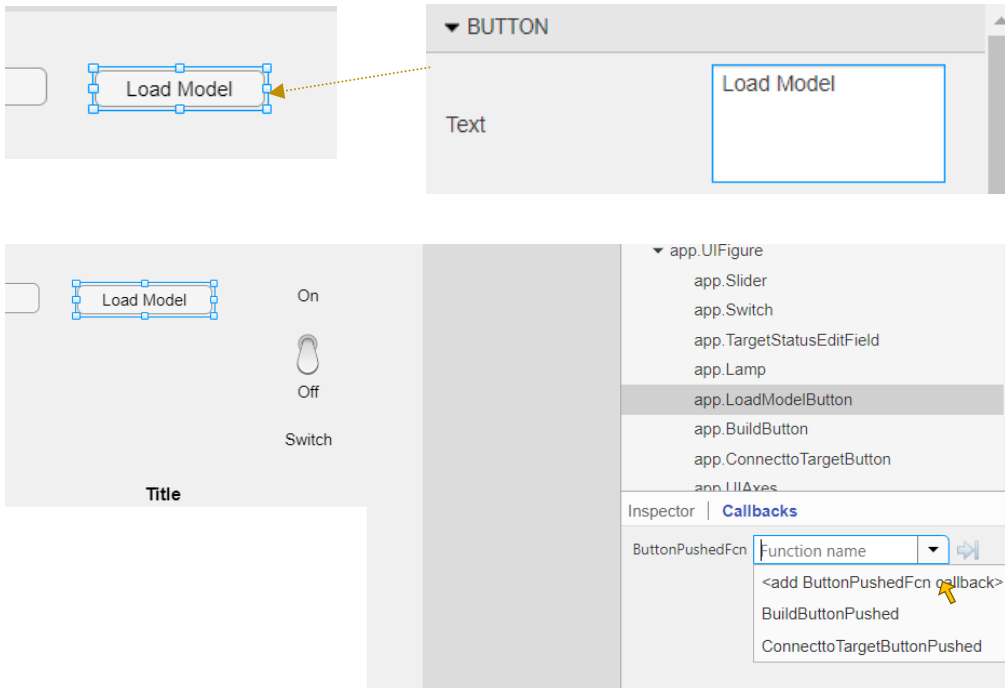 Load Model
BUTTON
Text
Load Model
Load Model
On
Off
Switch
Title
app.UIFigure
app.Slider
app.Switch
app.TargetStatusEditField
app.Lamp
app.LoadModelButton
app.BuildButton
app.ConnecttoTargetButton
app.UIAxes
Inspector | Callbacks
ButtonPushedFcn Function name
<add ButtonPushedFcn callback>
BuildButtonPushed
ConnecttoTargetButtonPushed